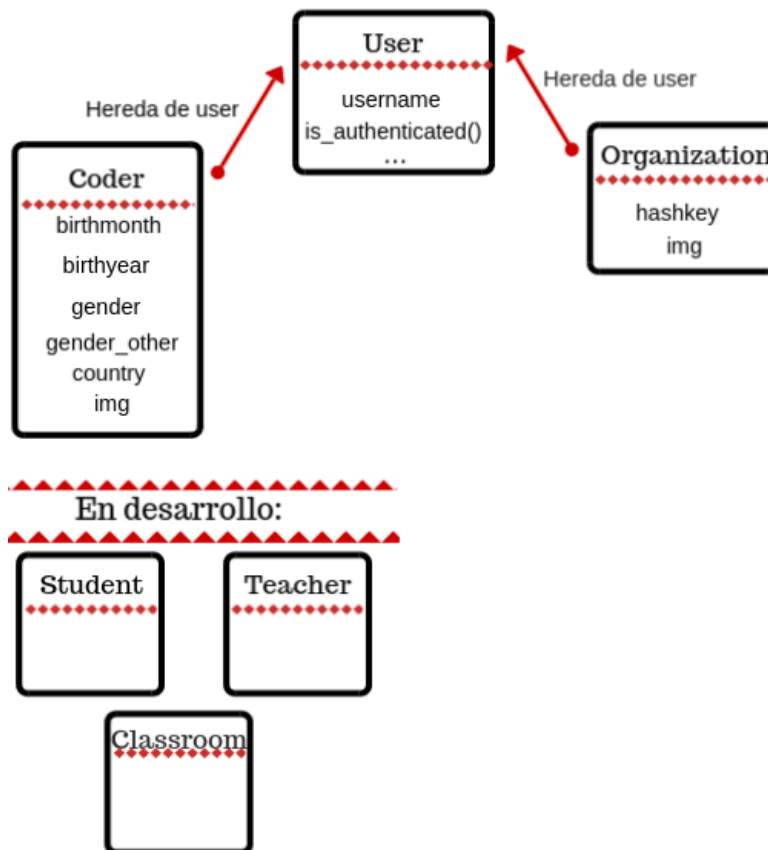 User
username
is_authenticated()
...
Hereda de user
Hereda de user
Coder
birthmonth
birthyear
gender
gender_other
country
img
Organization
hashkey
img
En desarrollo:
Student
Teacher
Classroom